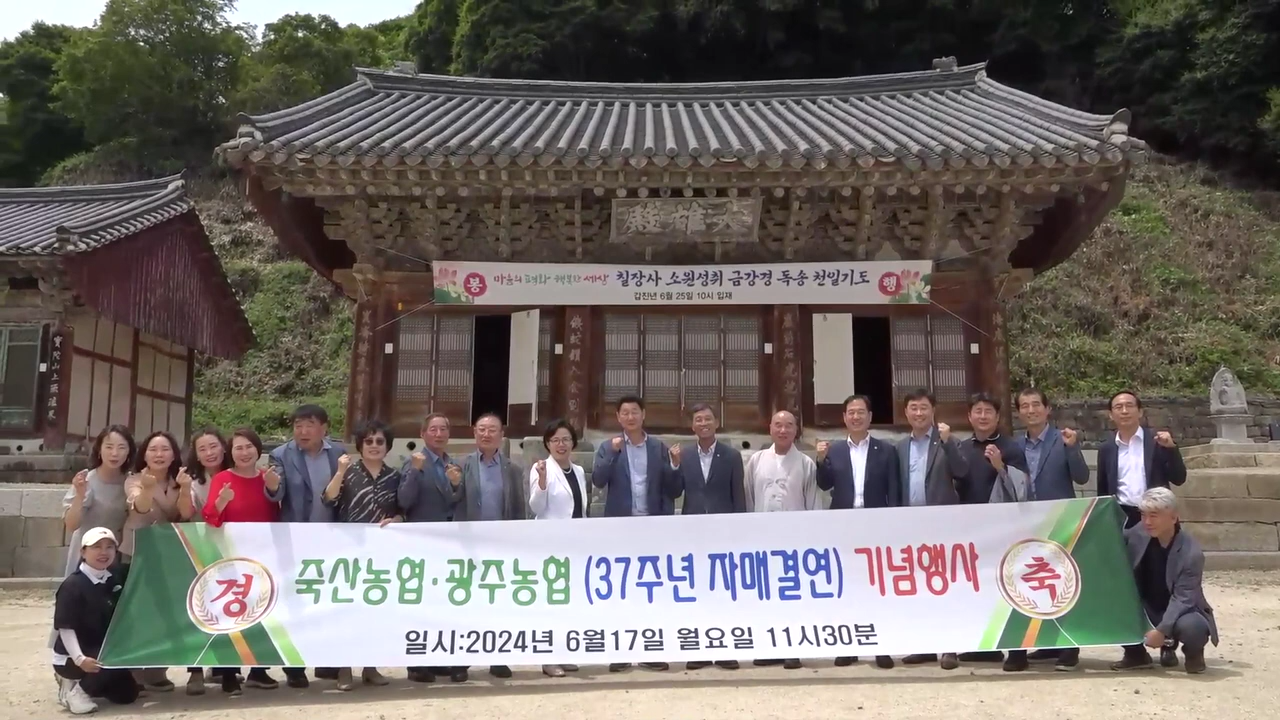 殿雄大
봉 마음의 평화 행복한 세상 칠장사 소원성취 금강경 독송 천일기도 행
갑진년 6월 25일 10시 입재
경 죽산농협·광주농협 (37주년 자매결연) 기념행사 축
일시:2024년 6월17일 월요일 11시30분